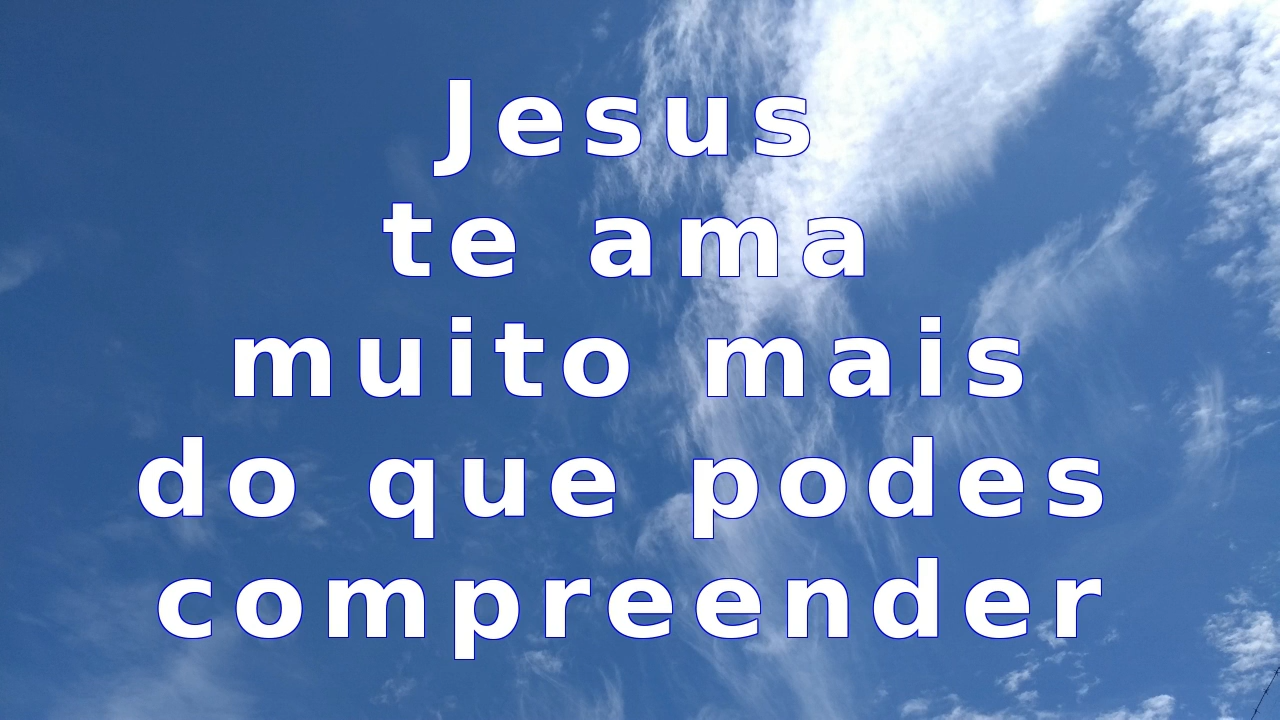 Jesus
te ama
muito mais
do que podes
compreender